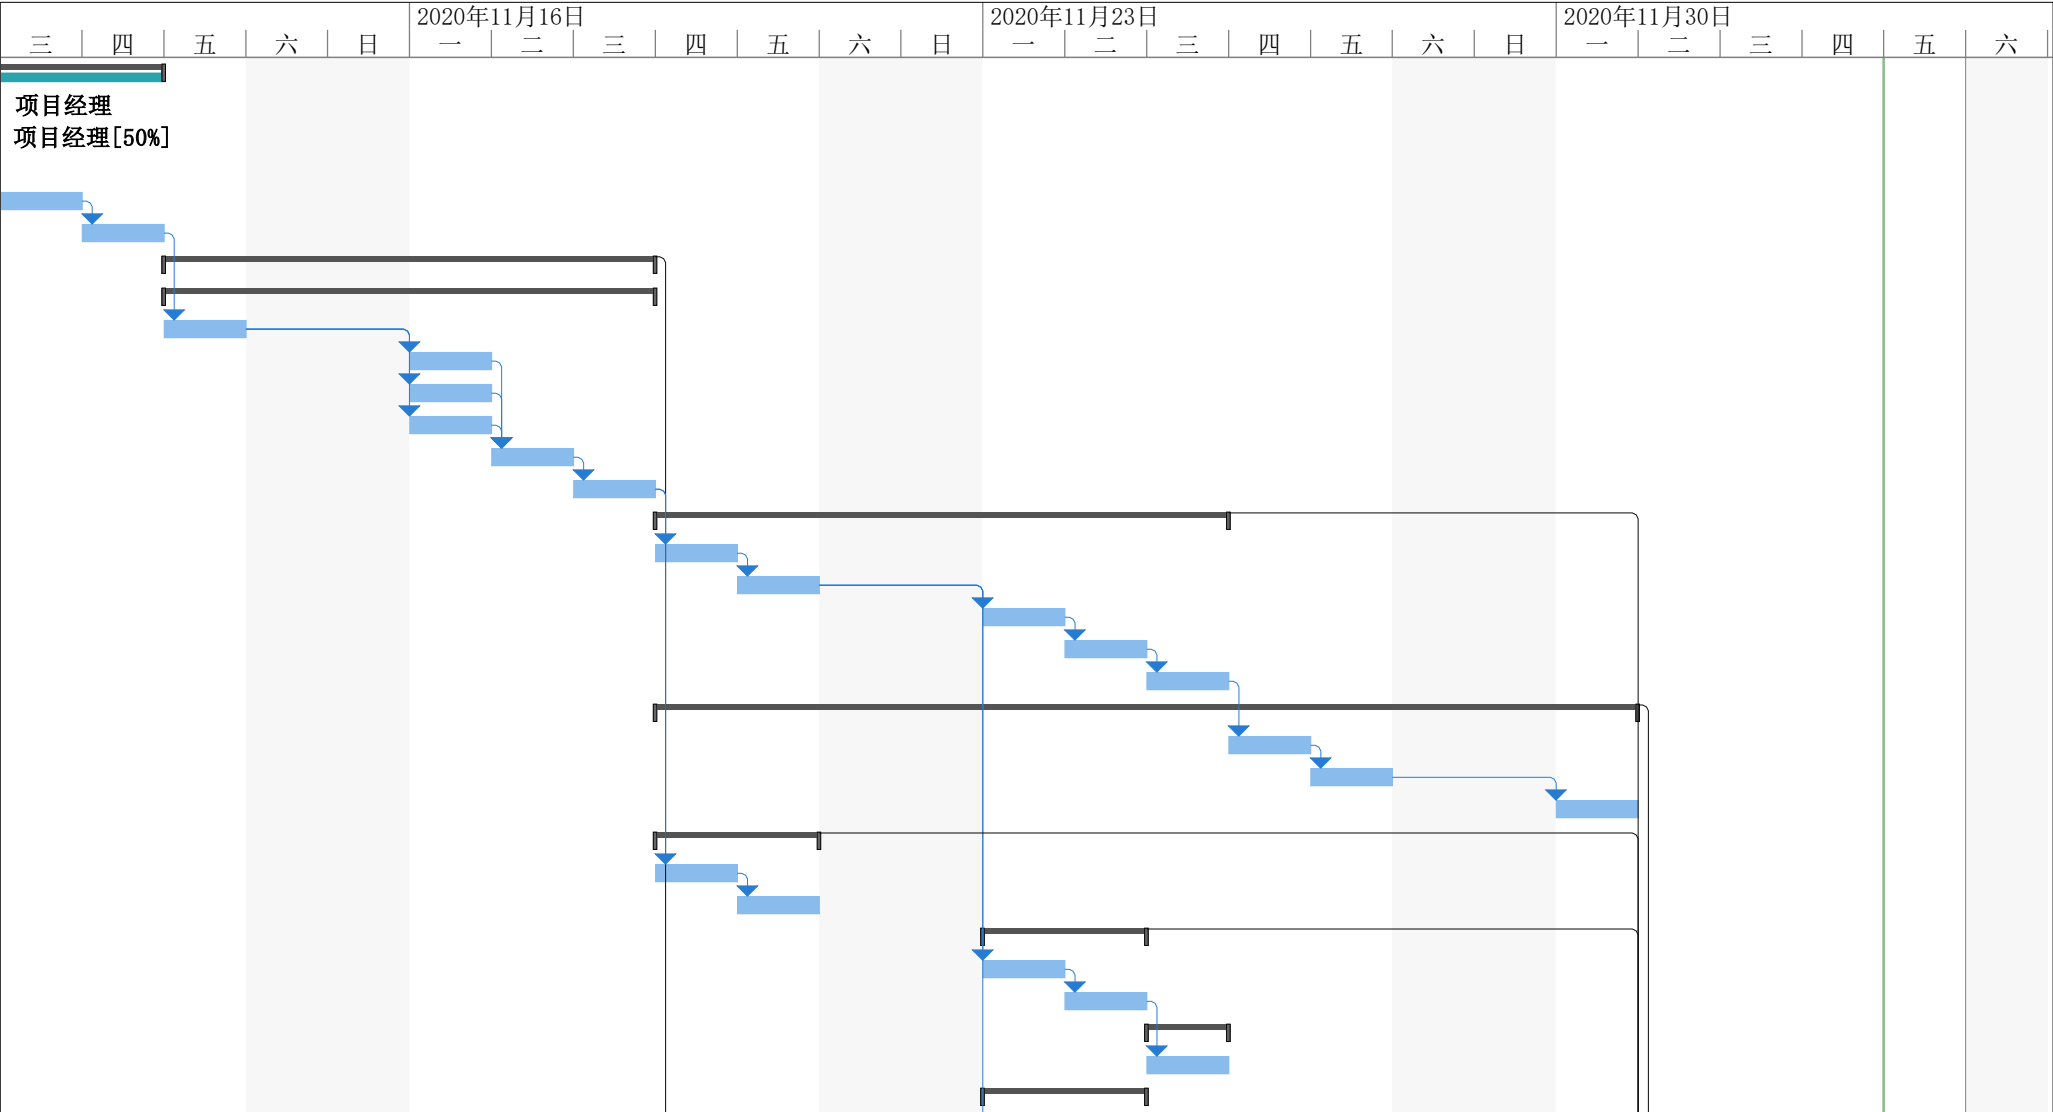 2020年11月16日 2020年11月23日 2020年11月30日
三 四 五 六 日 一 二 三 四 五 六 日 一 二 三 四 五 六 日 一 二 三 四 五 六
项目经理
项目经理[50%]